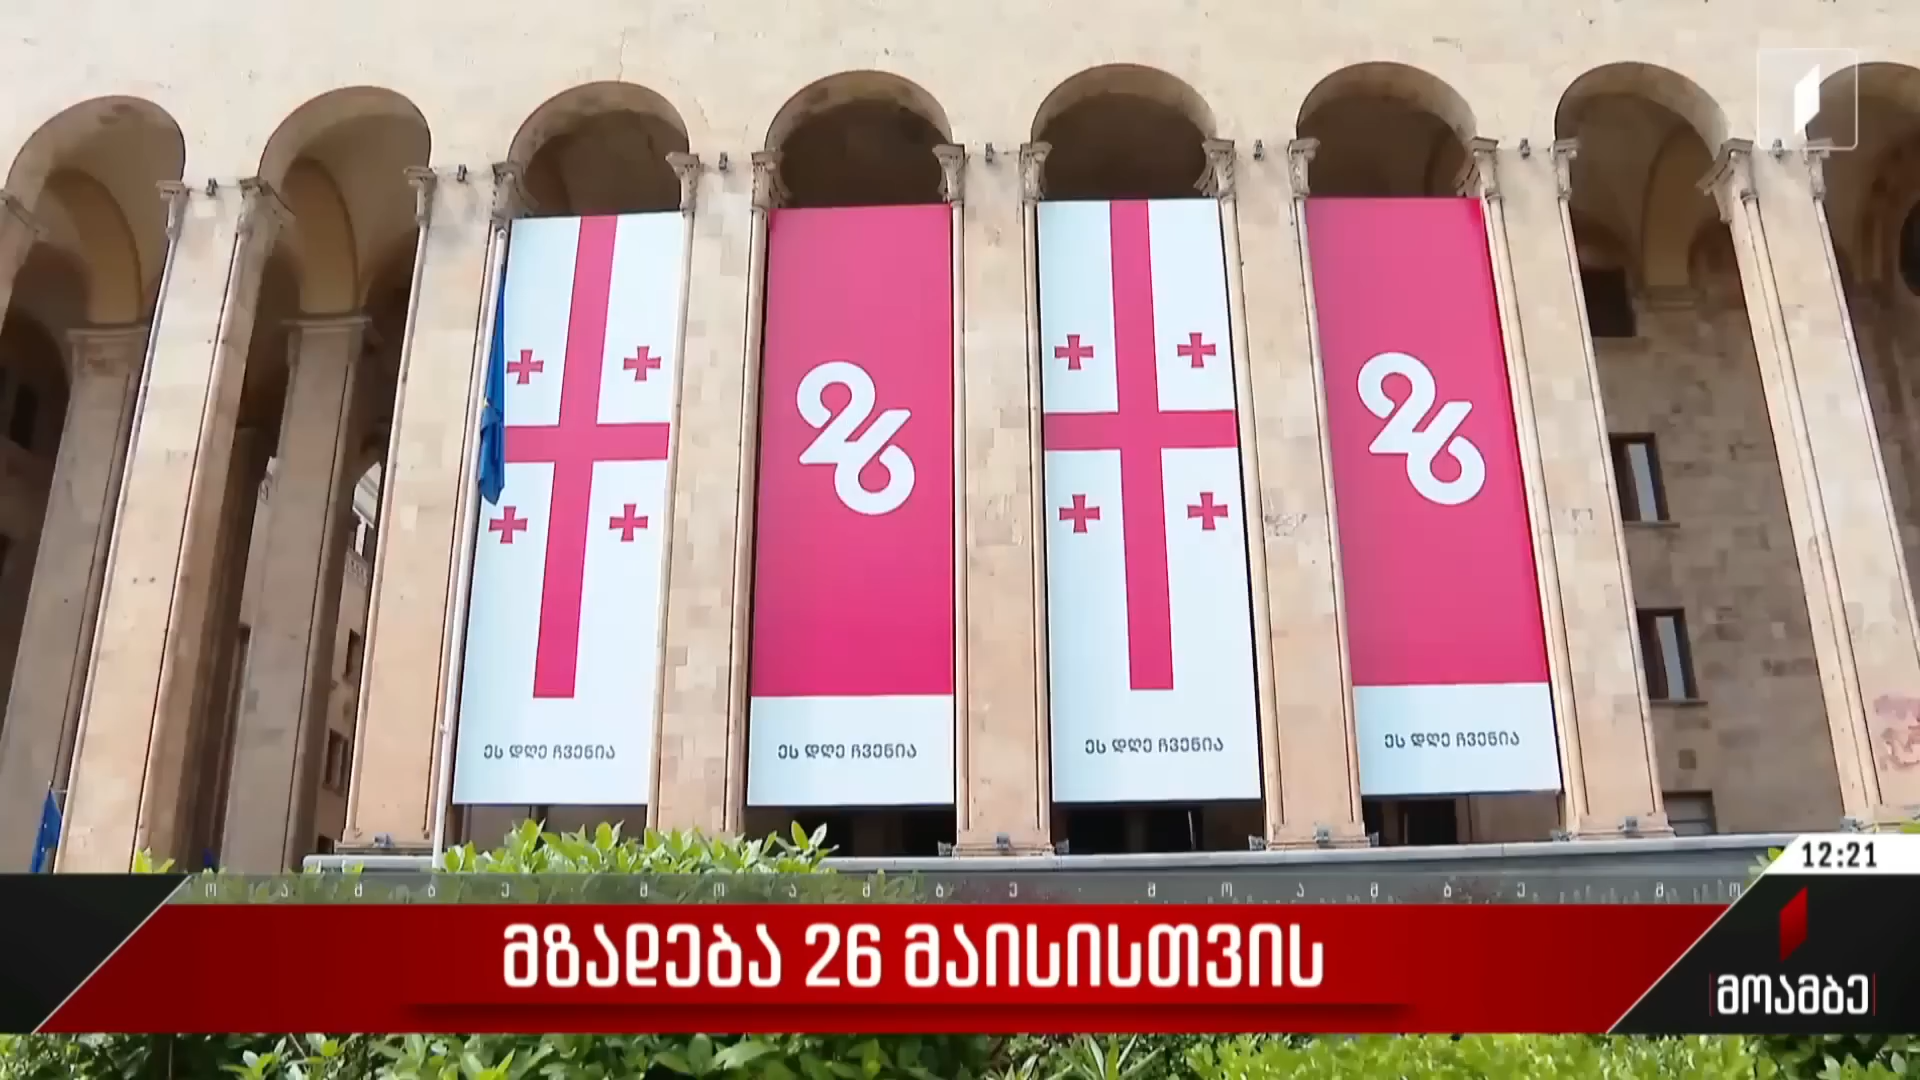 26
26
ეს დღე ჩვენია
ეს დღე ჩვენია
ეს დღე ჩვენია
ეს დღე ჩვენია
12:21
ო ა მ ბ ე · მ ო ა მ ბ ე · მ ო ა მ ბ ე · მ ო
მზადება 26 მაისისთვის
მოამბე